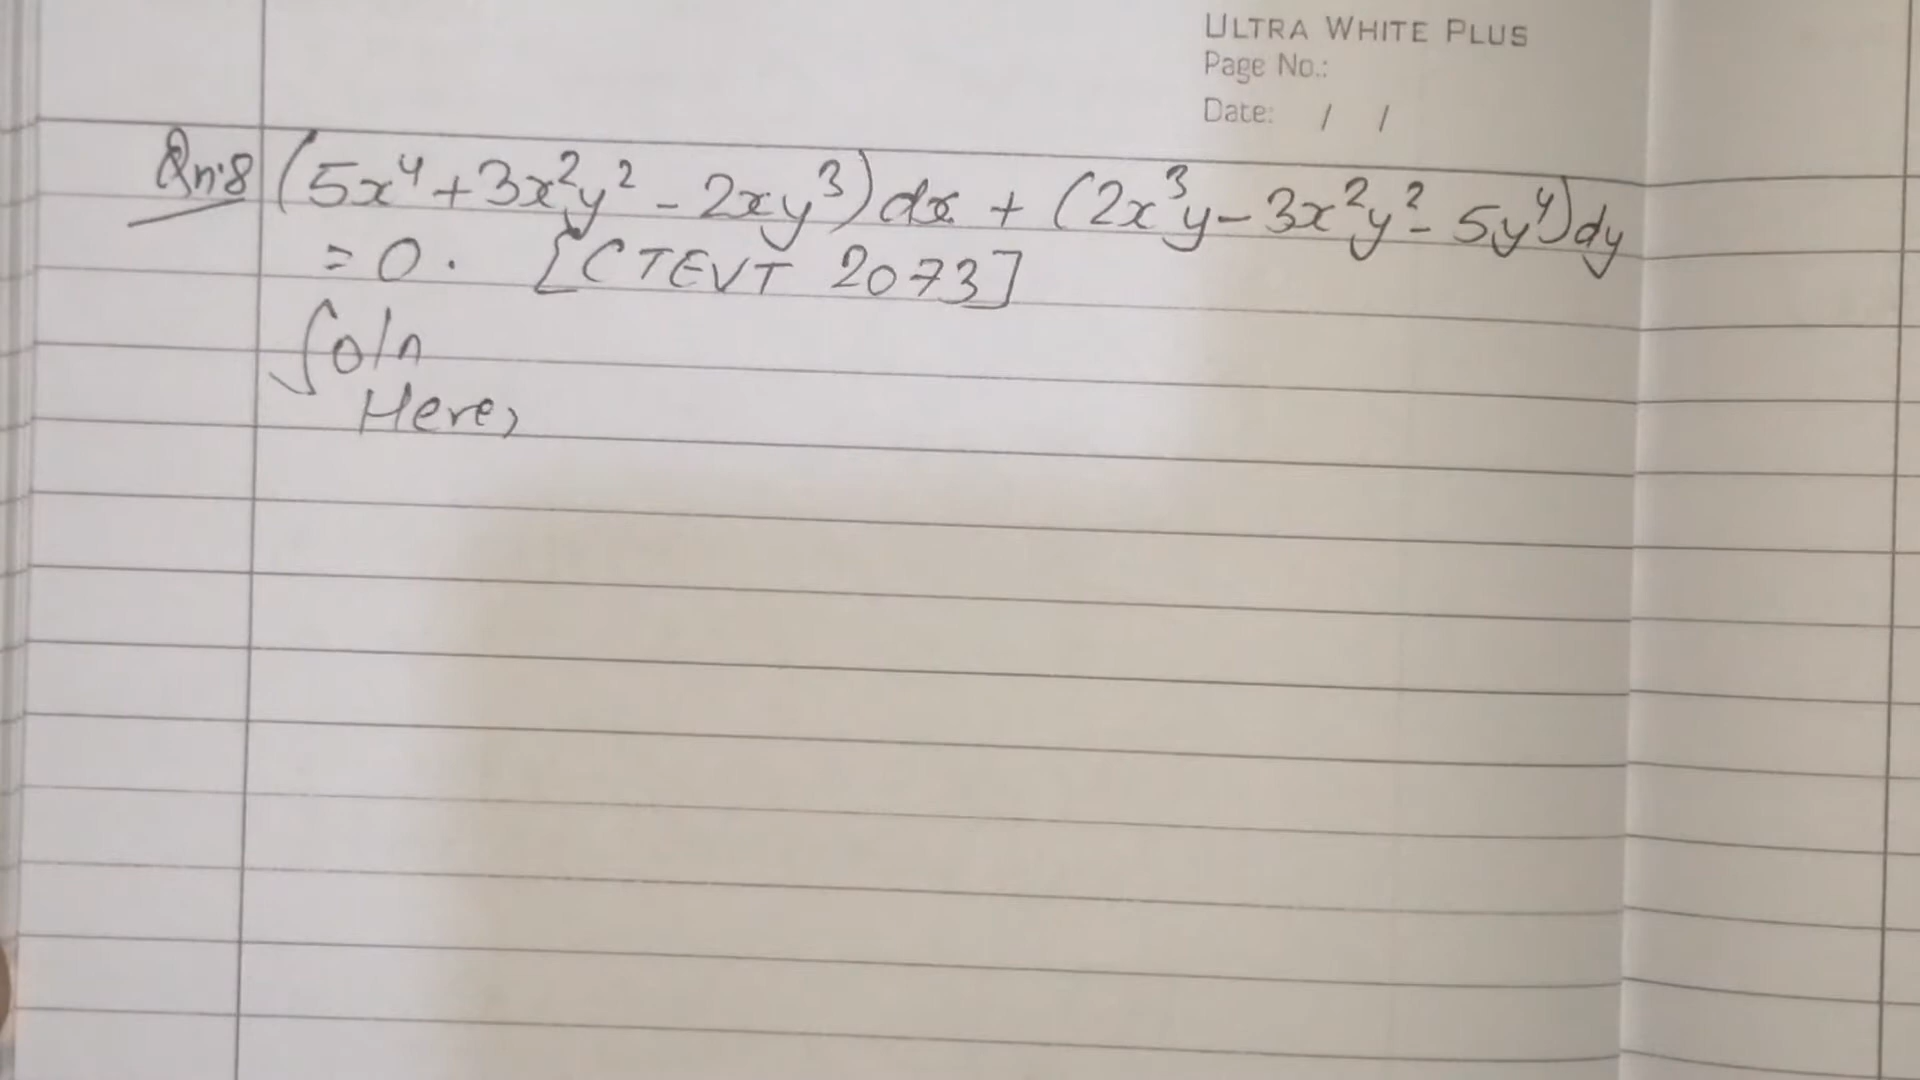 ULTRA WHITE PLUS
Page No.:
Date: / /
Qn.8 (5x⁴ + 3x²y² - 2xy³)dx + (2x³y - 3x²y² - 5y⁴)dy
= 0. [CTEVT 2073]
Soln
Here,